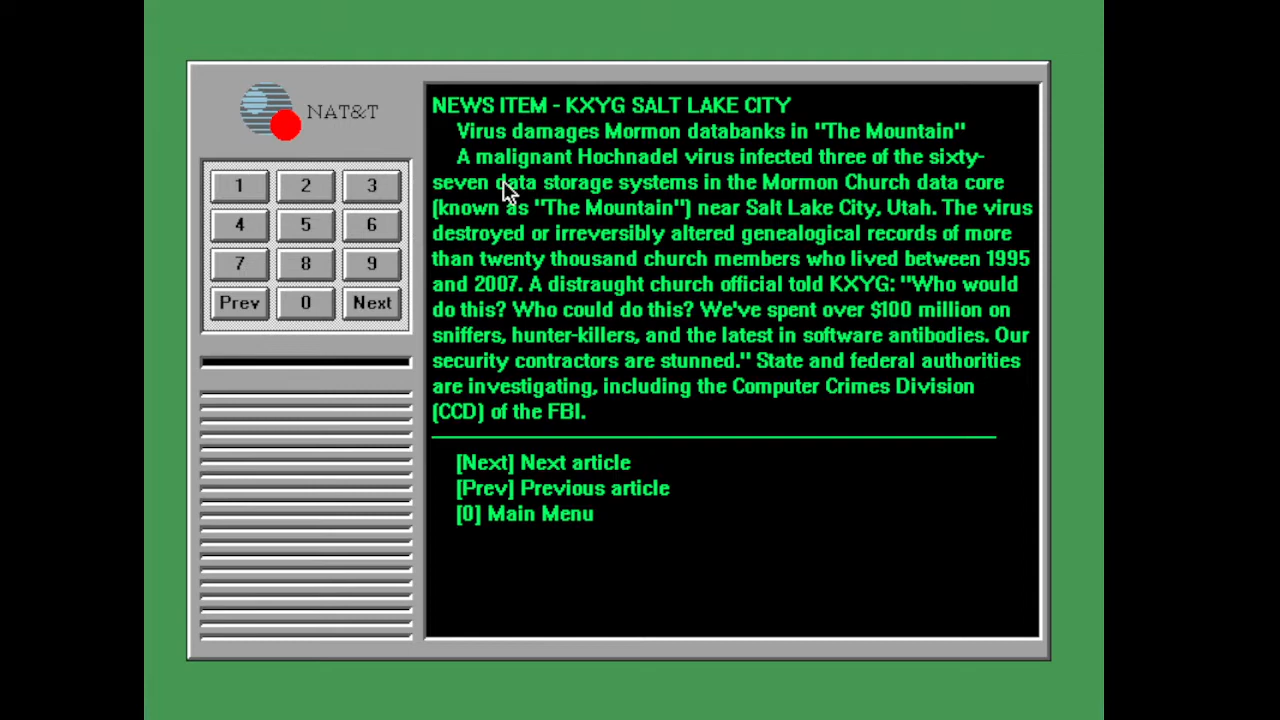 NAT&T
1 2 3
4 5 6
7 8 9
Prev 0 Next
NEWS ITEM - KXYG SALT LAKE CITY
Virus damages Mormon databanks in "The Mountain"
A malignant Hochnadel virus infected three of the sixty-
seven data storage systems in the Mormon Church data core
(known as "The Mountain") near Salt Lake City, Utah. The virus
destroyed or irreversibly altered genealogical records of more
than twenty thousand church members who lived between 1995
and 2007. A distraught church official told KXYG: "Who would
do this? Who could do this? We've spent over $100 million on
sniffers, hunter-killers, and the latest in software antibodies. Our
security contractors are stunned." State and federal authorities
are investigating, including the Computer Crimes Division
(CCD) of the FBI.
[Next] Next article
[Prev] Previous article
[0] Main Menu